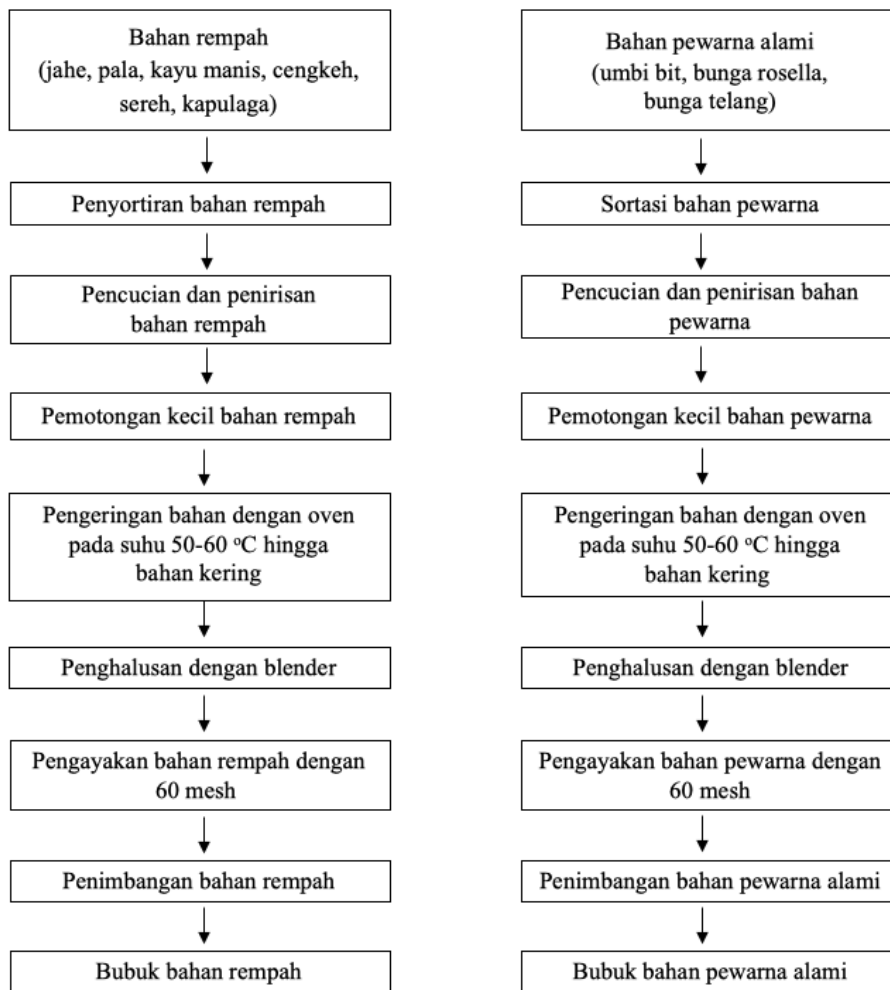 Bahan rempah
(jahe, pala, kayu manis, cengkeh,
sereh, kapulaga)
Penyortiran bahan rempah
Pencucian dan penirisan
bahan rempah
Pemotongan kecil bahan rempah
Pengeringan bahan dengan oven
pada suhu 50-60 °C hingga
bahan kering
Penghalusan dengan blender
Pengayakan bahan rempah dengan
60 mesh
Penimbangan bahan rempah
Bubuk bahan rempah
Bahan pewarna alami
(umbi bit, bunga rosella,
bunga telang)
Sortasi bahan pewarna
Pencucian dan penirisan bahan
pewarna
Pemotongan kecil bahan pewarna
Pengeringan bahan dengan oven
pada suhu 50-60 °C hingga
bahan kering
Penghalusan dengan blender
Pengayakan bahan pewarna dengan
60 mesh
Penimbangan bahan pewarna alami
Bubuk bahan pewarna alami